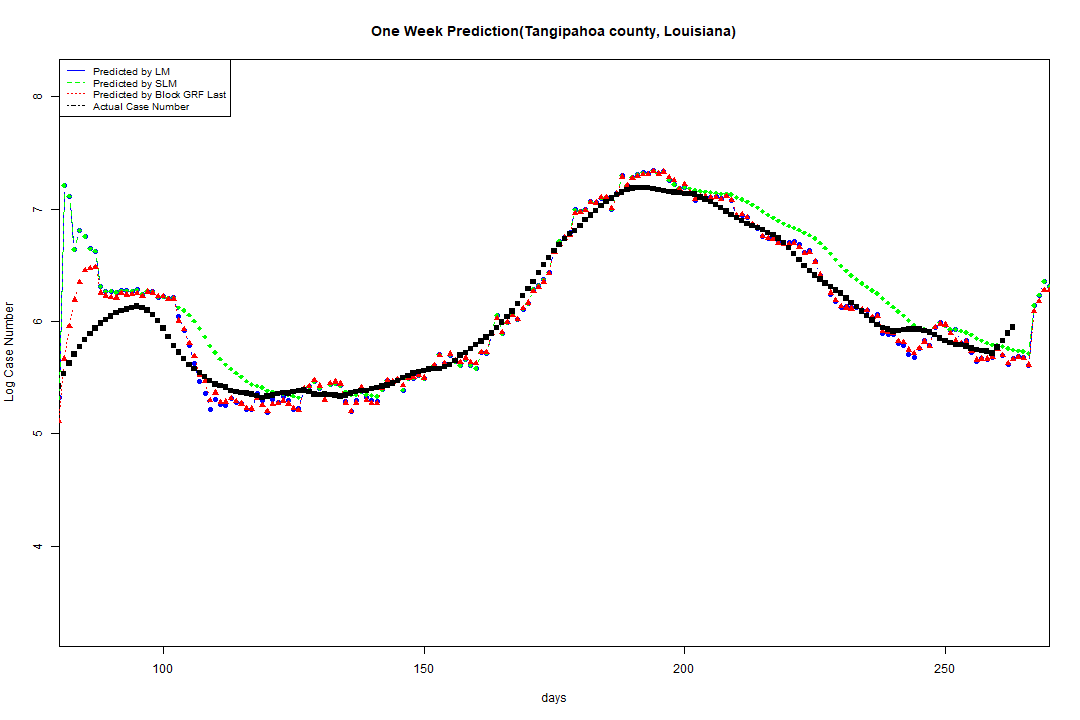 One Week Prediction(Tangipahoa county, Louisiana)
Predicted by LM
Predicted by SLM
Predicted by Block GRF Last
Actual Case Number
8
7
6
5
4
Log Case Number
100 150 200 250
days